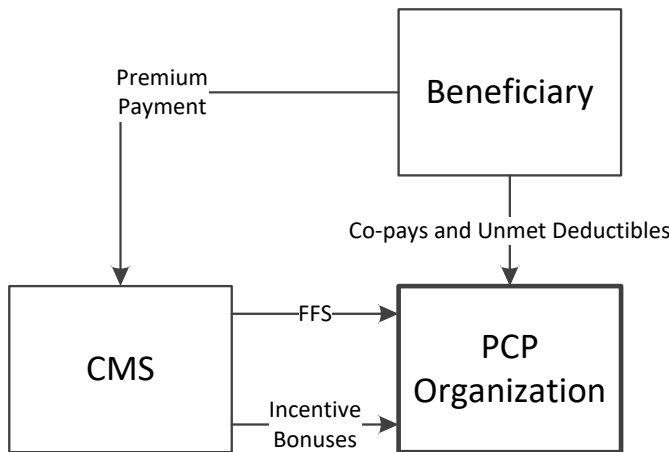 Premium
Payment
Beneficiary
Co-pays and Unmet Deductibles
CMS
FFS
Incentive
Bonuses
PCP
Organization